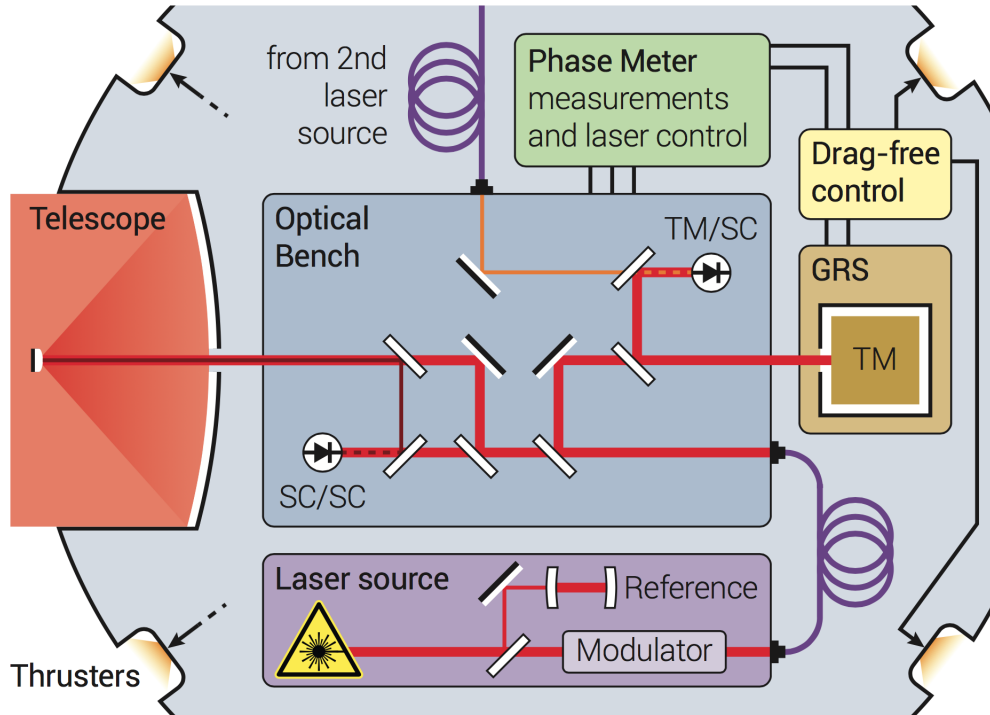 from 2nd
laser
source
Phase Meter
measurements
and laser control
Drag-free
control
Telescope
Optical
Bench
TM/SC
GRS
TM
SC/SC
Laser source
Reference
Modulator
Thrusters